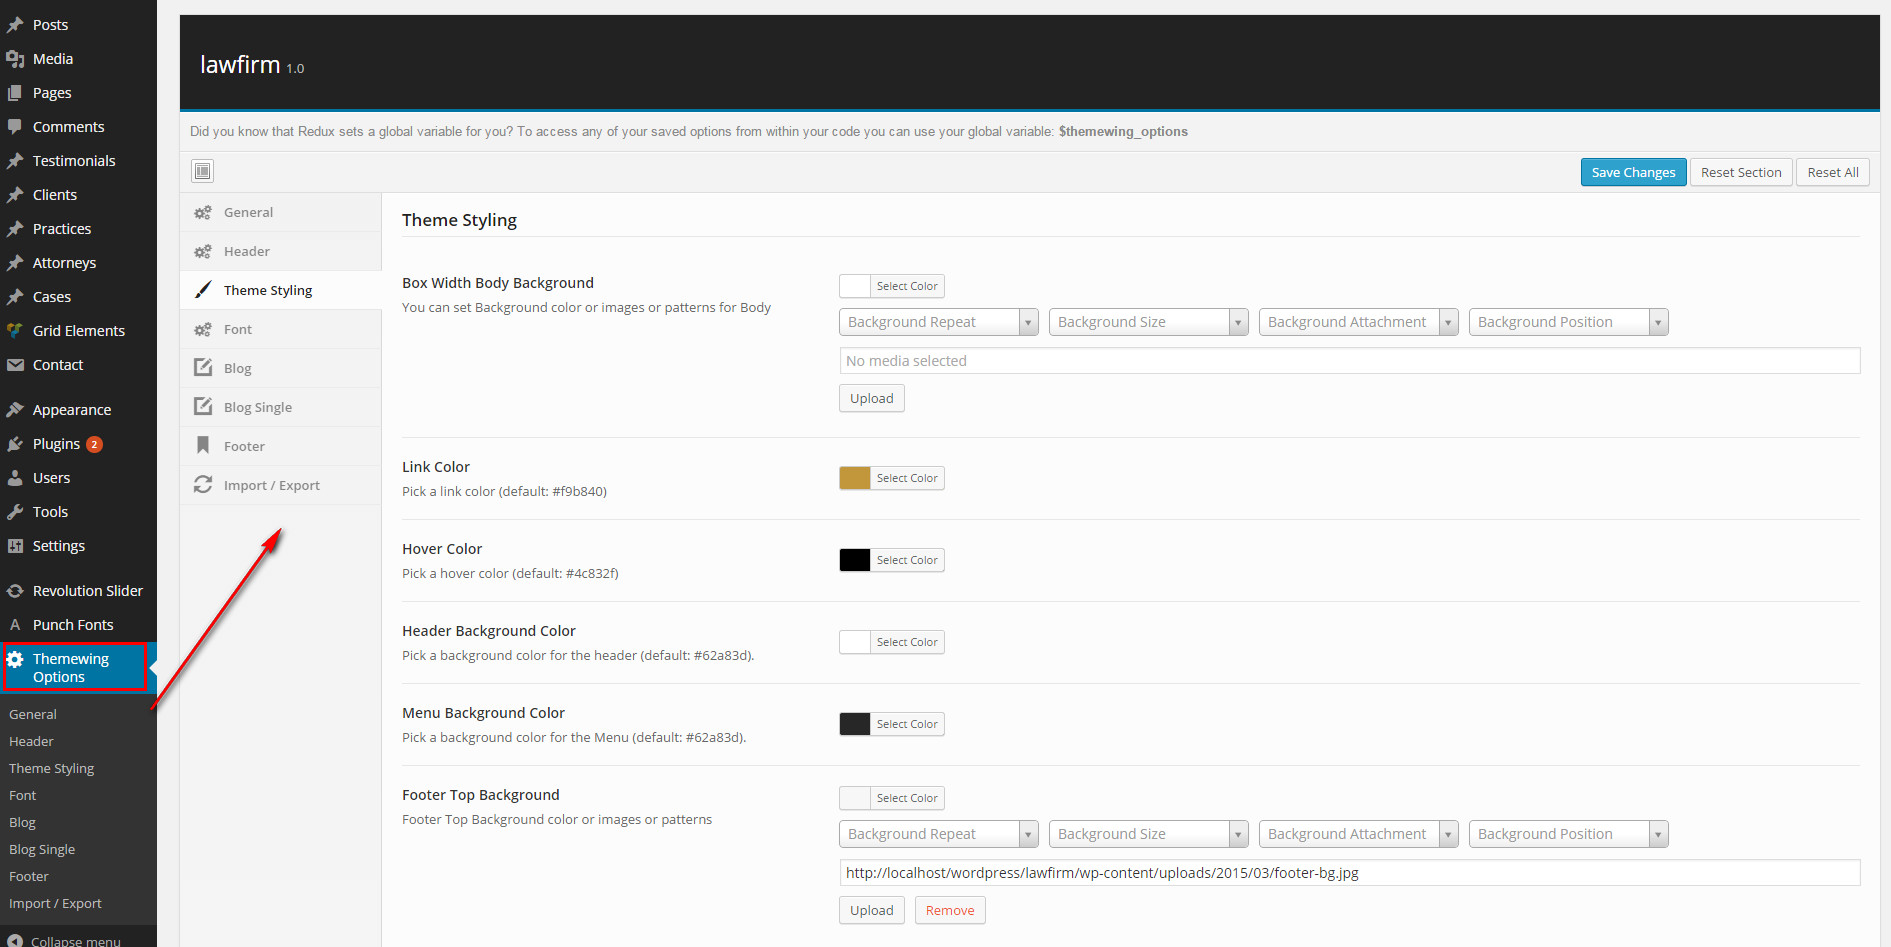 Posts
Media
Pages
Comments
Testimonials
Clients
Practices
Attorneys
Cases
Grid Elements
Contact
Appearance
Plugins 2
Users
Tools
Settings
Revolution Slider
Punch Fonts
Themewing
Options
General
Header
Theme Styling
Font
Blog
Blog Single
Footer
Import / Export
Collapse menu
lawfirm 1.0
Did you know that Redux sets a global variable for you? To access any of your saved options from within your code you can use your global variable: $themewing_options
Save Changes Reset Section Reset All
General
Header
Theme Styling
Font
Blog
Blog Single
Footer
Import / Export
Theme Styling
Box Width Body Background
You can set Background color or images or patterns for Body
Select Color
Background Repeat Background Size Background Attachment Background Position
No media selected
Upload
Link Color
Pick a link color (default: #f9b840)
Select Color
Hover Color
Pick a hover color (default: #4c832f)
Select Color
Header Background Color
Pick a background color for the header (default: #62a83d).
Select Color
Menu Background Color
Pick a background color for the Menu (default: #62a83d).
Select Color
Footer Top Background
Footer Top Background color or images or patterns
Select Color
Background Repeat Background Size Background Attachment Background Position
http://localhost/wordpress/lawfirm/wp-content/uploads/2015/03/footer-bg.jpg
Upload Remove